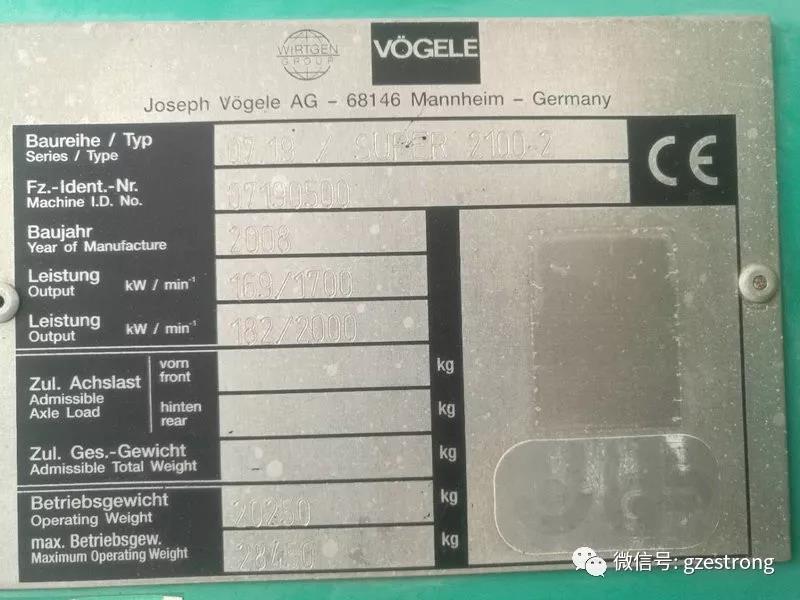 WIRTGEN
GROUP
VÖGELE
Joseph Vögele AG - 68146 Mannheim - Germany
Baureihe / Typ
Series / Type
07.19 / SUPER 2100-2
CE
Fz.-Ident.-Nr.
Machine I.D. No.
07190500
Baujahr
Year of Manufacture
2008
Leistung
Output
kW / min⁻¹
169/1700
Leistung
Output
kW / min⁻¹
182/2000
Zul. Achslast
Admissible
Axle Load
vorn
front
kg
hinten
rear
kg
Zul. Ges.-Gewicht
Admissible Total Weight
kg
Betriebsgewicht
Operating Weight
20250
kg
max. Betriebsgew.
Maximum Operating Weight
28450
kg
微信号: gzestrong